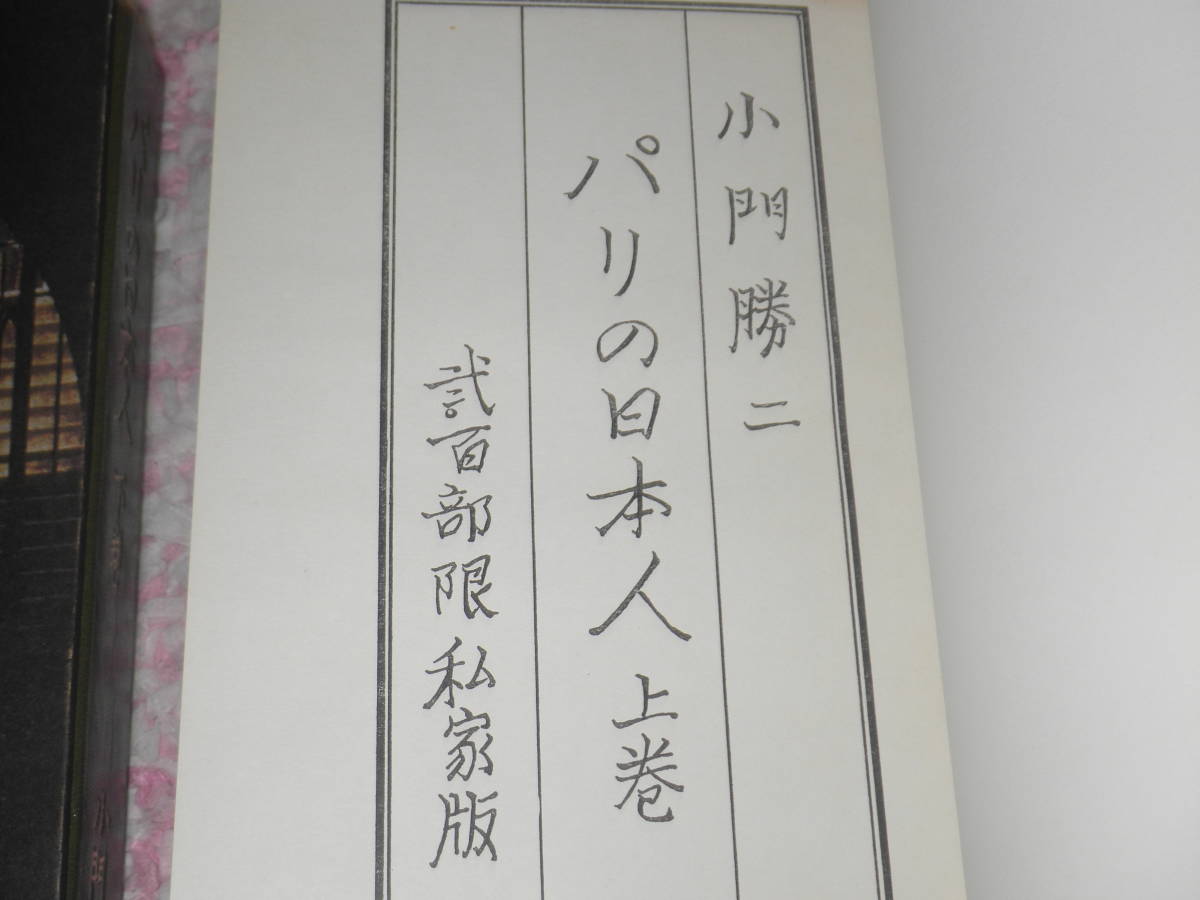 小門勝二
パリの日本人 上巻
弐百部限私家版